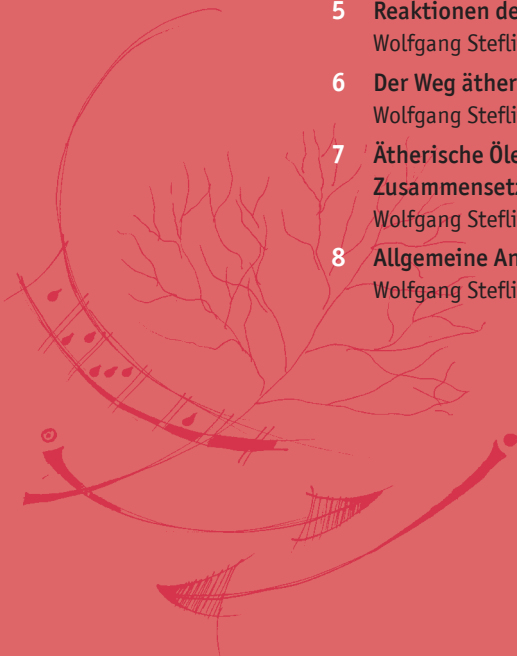 5 Reaktionen de
Wolfgang Stefli
6 Der Weg äther
Wolfgang Stefli
7 Ätherische Öle
Zusammensetz
Wolfgang Stefli
8 Allgemeine An
Wolfgang Stefli